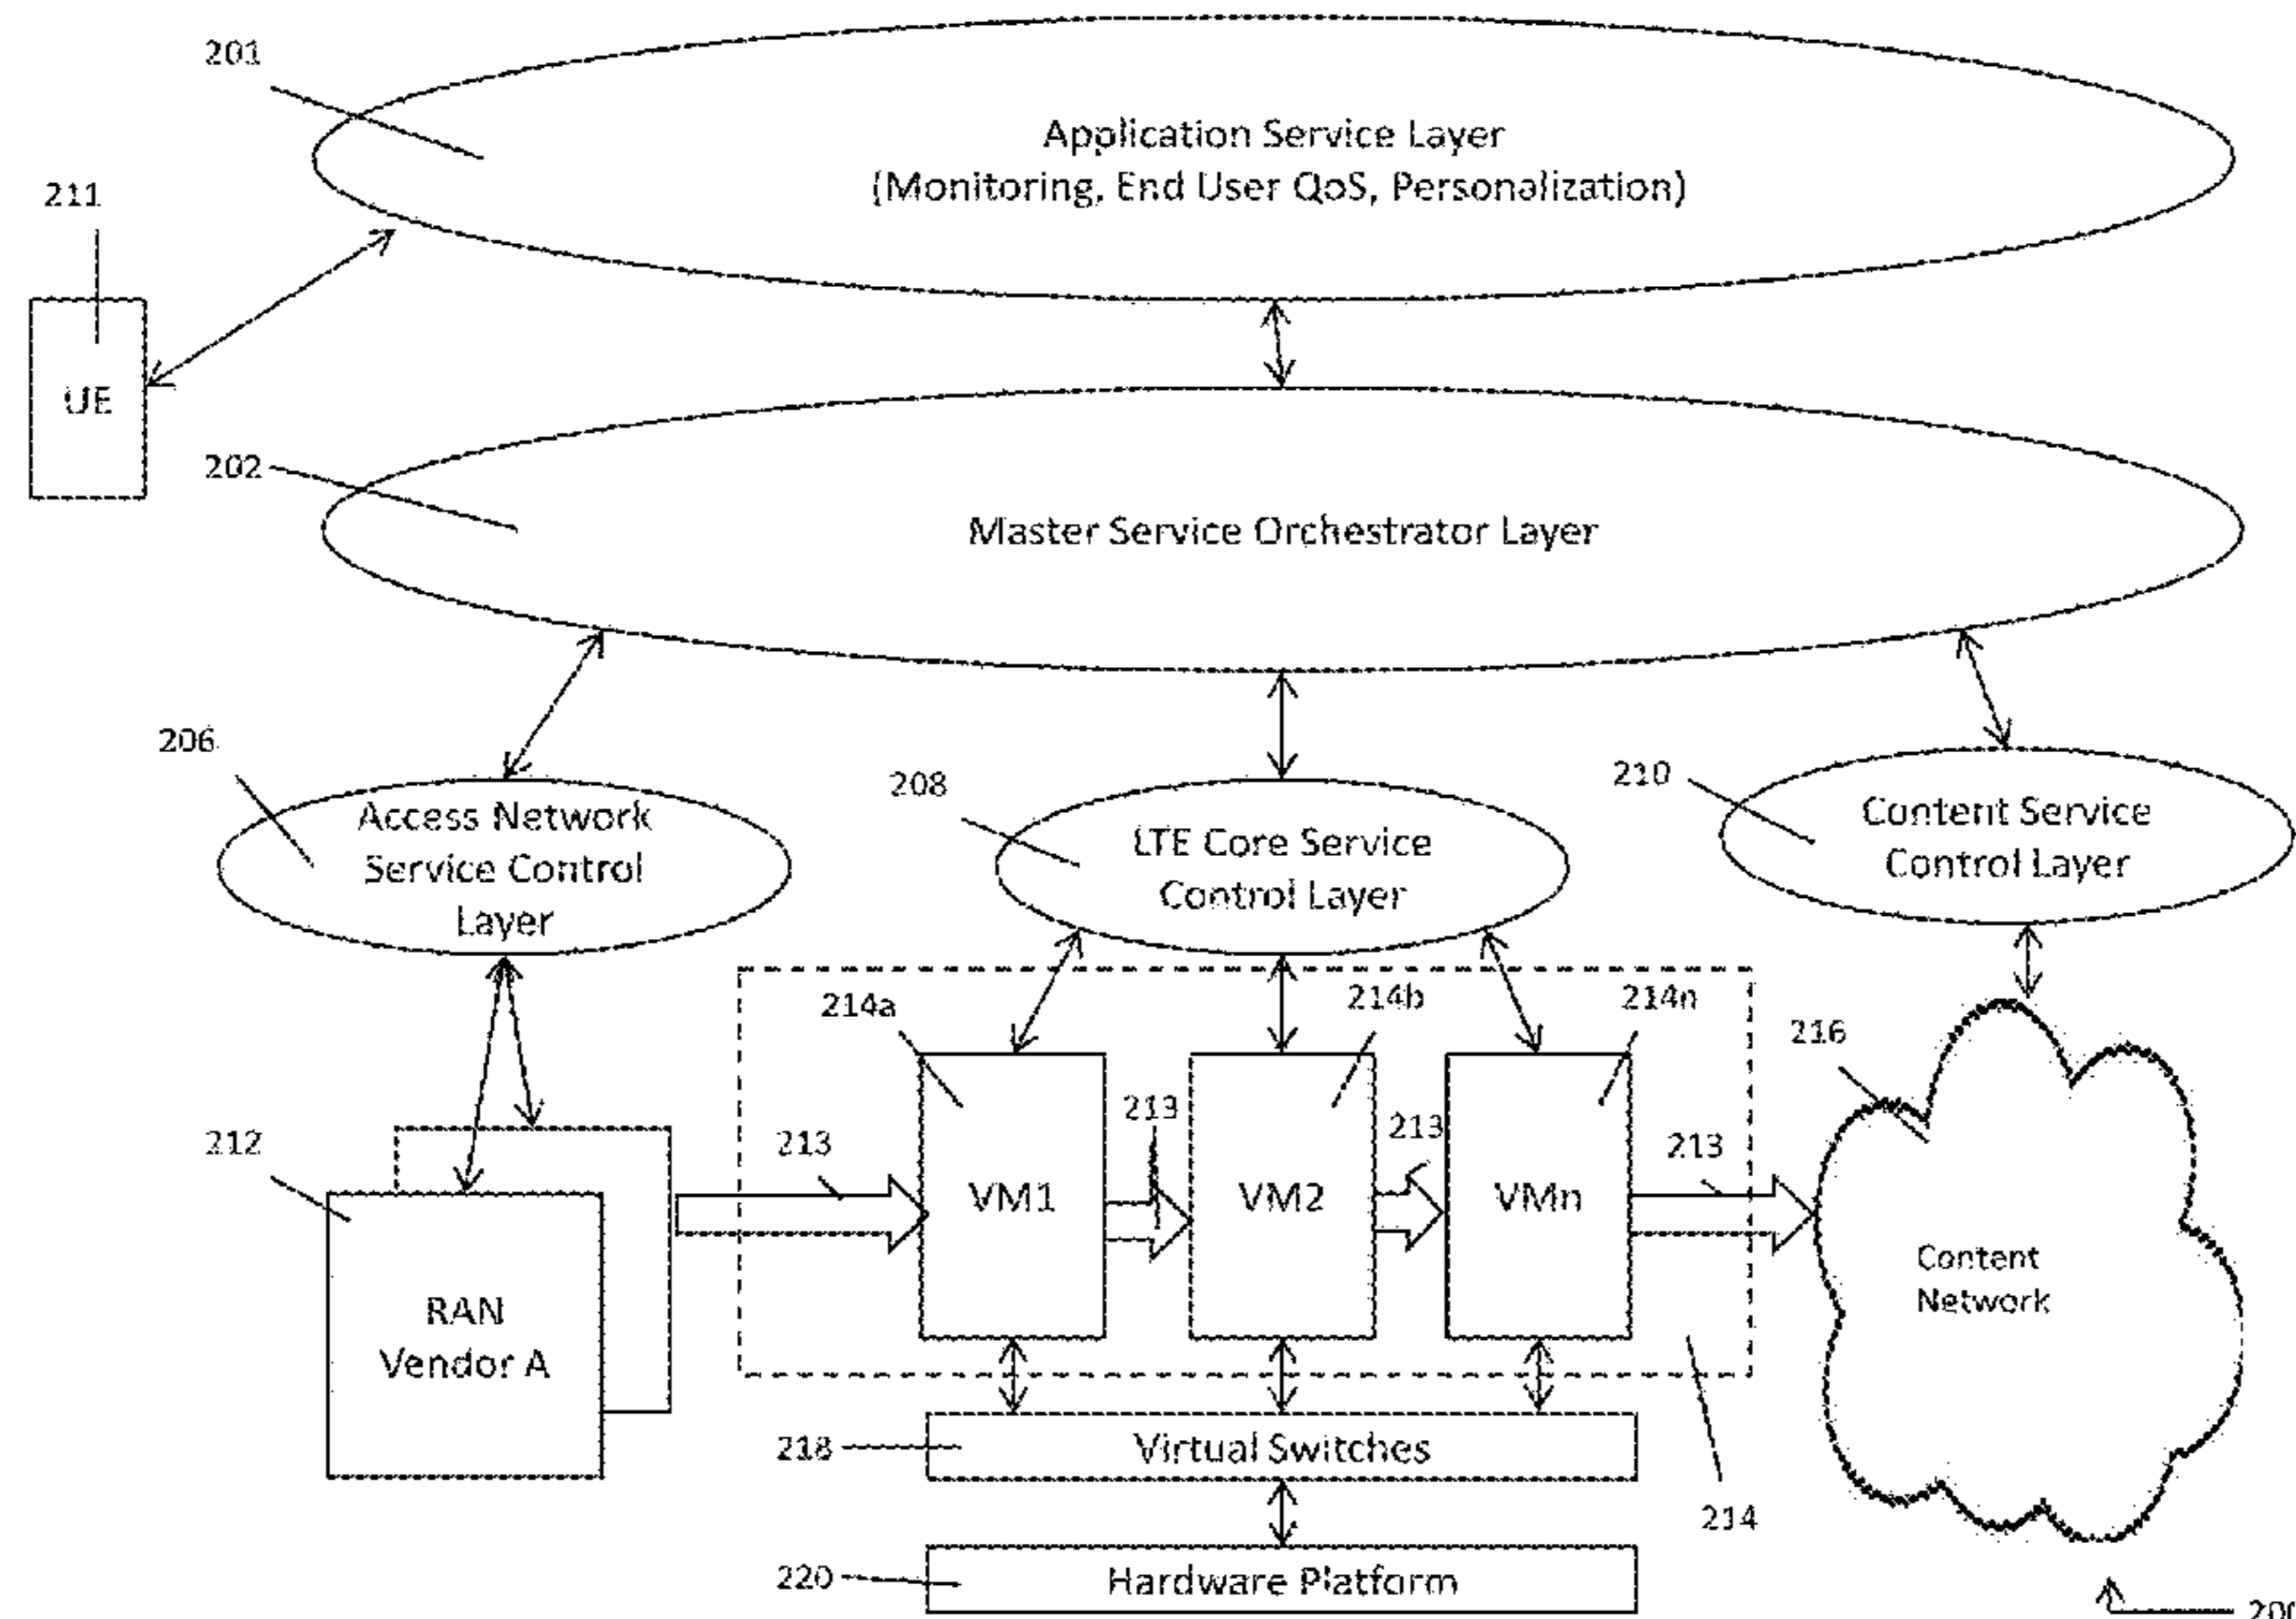 201
Application Service Layer
(Monitoring, End User QoS, Personalization)
211
UE
202
Master Service Orchestrator Layer
206
Access Network
Service Control
Layer
208
LTE Core Service
Control Layer
210
Content Service
Control Layer
214a
214b
214n
216
212
213
213
213
213
VM1
VM2
VMn
RAN
Vendor A
Content
Network
218
Virtual Switches
214
220
Hardware Platform
200